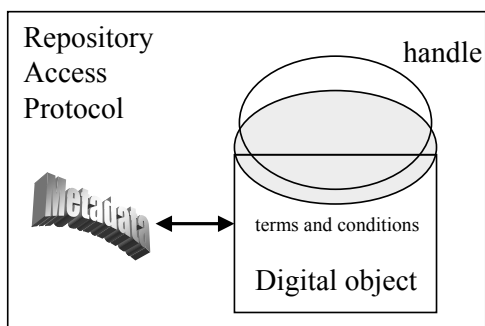 Repository
Access
Protocol
handle
Metadata
terms and conditions
Digital object